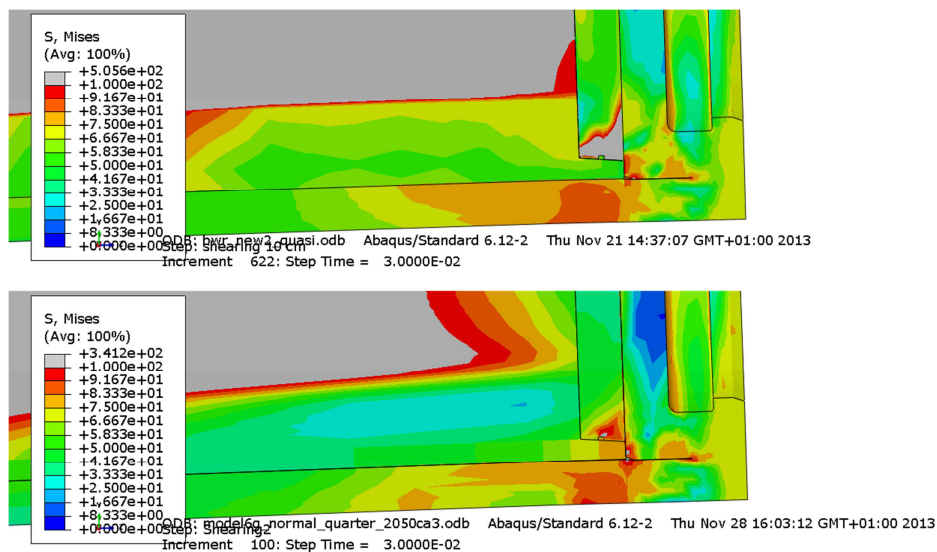 S, Mises
(Avg: 100%)
+5.056e+02
+1.000e+02
+9.167e+01
+8.333e+01
+7.500e+01
+6.667e+01
+5.833e+01
+5.000e+01
+4.167e+01
+3.333e+01
+2.500e+01
+1.667e+01
+8.333e+00
+0.000e+00
ODB: bwr_new2_quasi.odb Abaqus/Standard 6.12-2 Thu Nov 21 14:37:07 GMT+01:00 2013
Step: shearing 10 cm
Increment 622: Step Time = 3.0000E-02
S, Mises
(Avg: 100%)
+3.412e+02
+1.000e+02
+9.167e+01
+8.333e+01
+7.500e+01
+6.667e+01
+5.833e+01
+5.000e+01
+4.167e+01
+3.333e+01
+2.500e+01
+1.667e+01
+8.333e+00
+0.000e+00
ODB: model6g_normal_quarter_2050ca3.odb Abaqus/Standard 6.12-2 Thu Nov 28 16:03:12 GMT+01:00 2013
Step: Shearing2
Increment 100: Step Time = 3.0000E-02